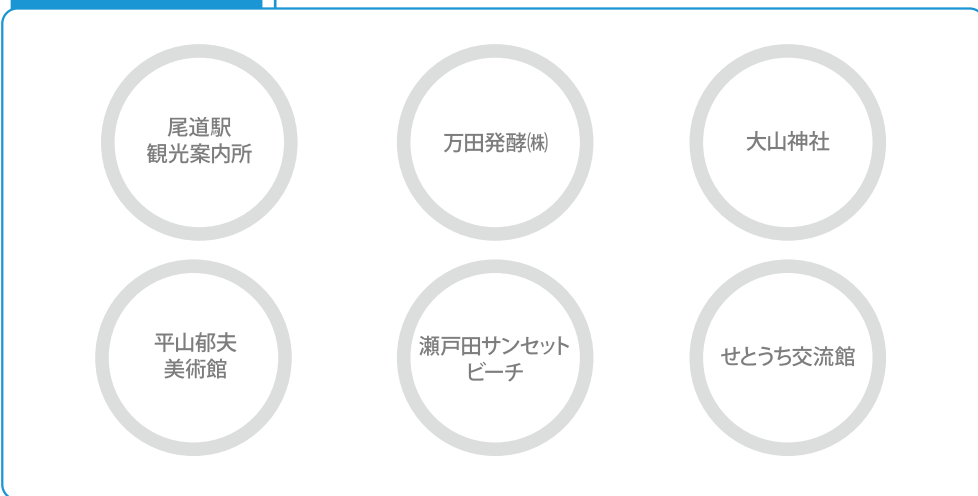 尾道駅
観光案内所
万田発酵㈱
大山神社
平山郁夫
美術館
瀬戸田サンセット
ビーチ
せとうち交流館